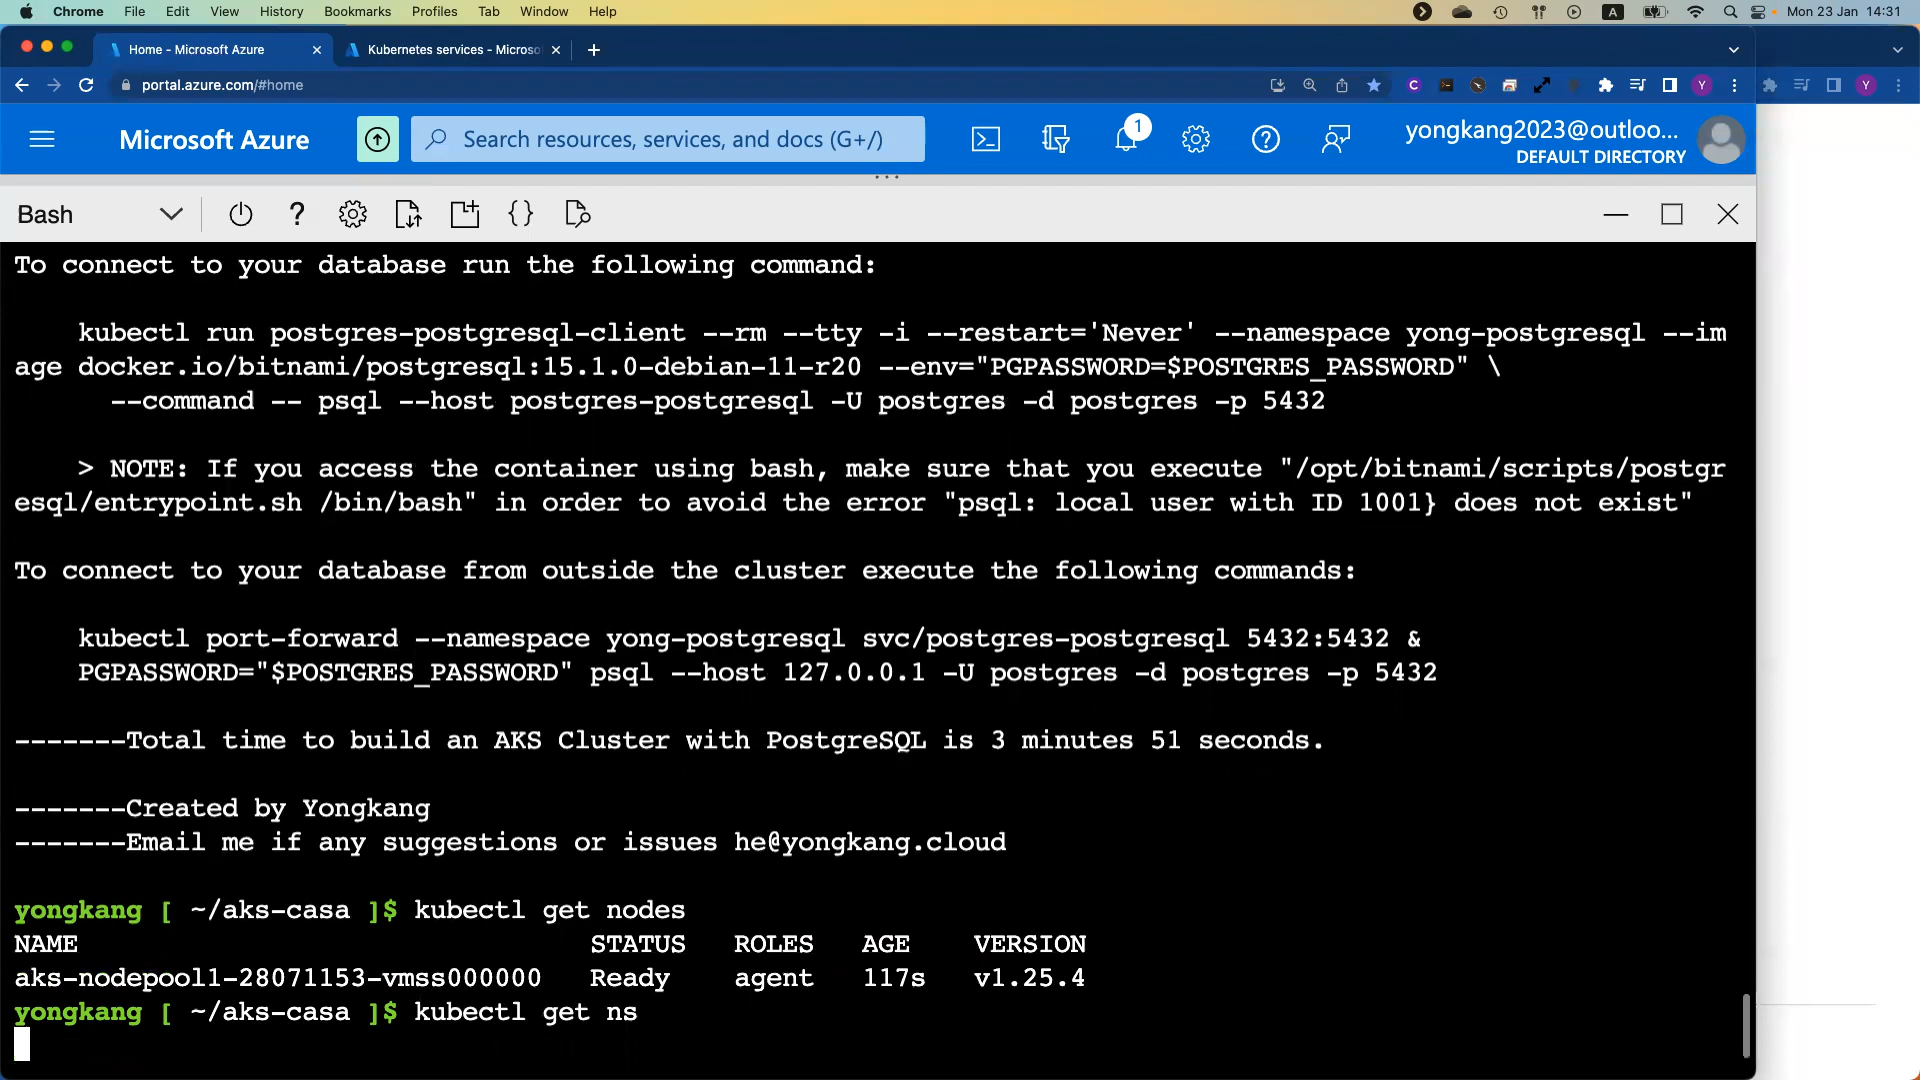 Chrome File Edit View History Bookmarks Profiles Tab Window Help A Mon 23 Jan 14:31
Home - Microsoft Azure Kubernetes services - Microso
portal.azure.com/#home C Y Y
Microsoft Azure Search resources, services, and docs (G+/) 1 yongkang2023@outloo...
DEFAULT DIRECTORY
Bash
To connect to your database run the following command:
kubectl run postgres-postgresql-client --rm --tty -i --restart='Never' --namespace yong-postgresql --im
age docker.io/bitnami/postgresql:15.1.0-debian-11-r20 --env="PGPASSWORD=$POSTGRES_PASSWORD" \
--command -- psql --host postgres-postgresql -U postgres -d postgres -p 5432
> NOTE: If you access the container using bash, make sure that you execute "/opt/bitnami/scripts/postgr
esql/entrypoint.sh /bin/bash" in order to avoid the error "psql: local user with ID 1001} does not exist"
To connect to your database from outside the cluster execute the following commands:
kubectl port-forward --namespace yong-postgresql svc/postgres-postgresql 5432:5432 &
PGPASSWORD="$POSTGRES_PASSWORD" psql --host 127.0.0.1 -U postgres -d postgres -p 5432
-------Total time to build an AKS Cluster with PostgreSQL is 3 minutes 51 seconds.
-------Created by Yongkang
-------Email me if any suggestions or issues he@yongkang.cloud
yongkang [ ~/aks-casa ]$ kubectl get nodes
NAME STATUS ROLES AGE VERSION
aks-nodepool1-28071153-vmss000000 Ready agent 117s v1.25.4
yongkang [ ~/aks-casa ]$ kubectl get ns